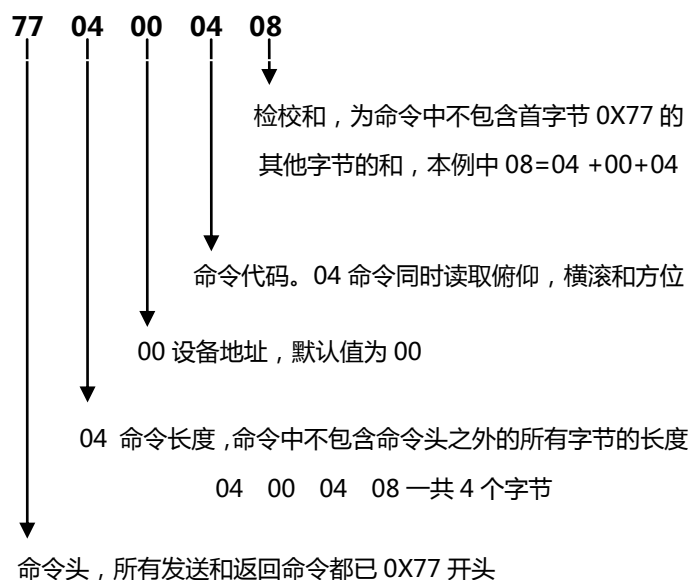 77 04 00 04 08
检校和，为命令中不包含首字节 0X77 的
其他字节的和，本例中 08=04 +00+04
命令代码。04 命令同时读取俯仰，横滚和方位
00 设备地址，默认值为 00
04 命令长度 ,命令中不包含命令头之外的所有字节的长度
04 00 04 08 一共 4 个字节
命令头，所有发送和返回命令都已 0X77 开头